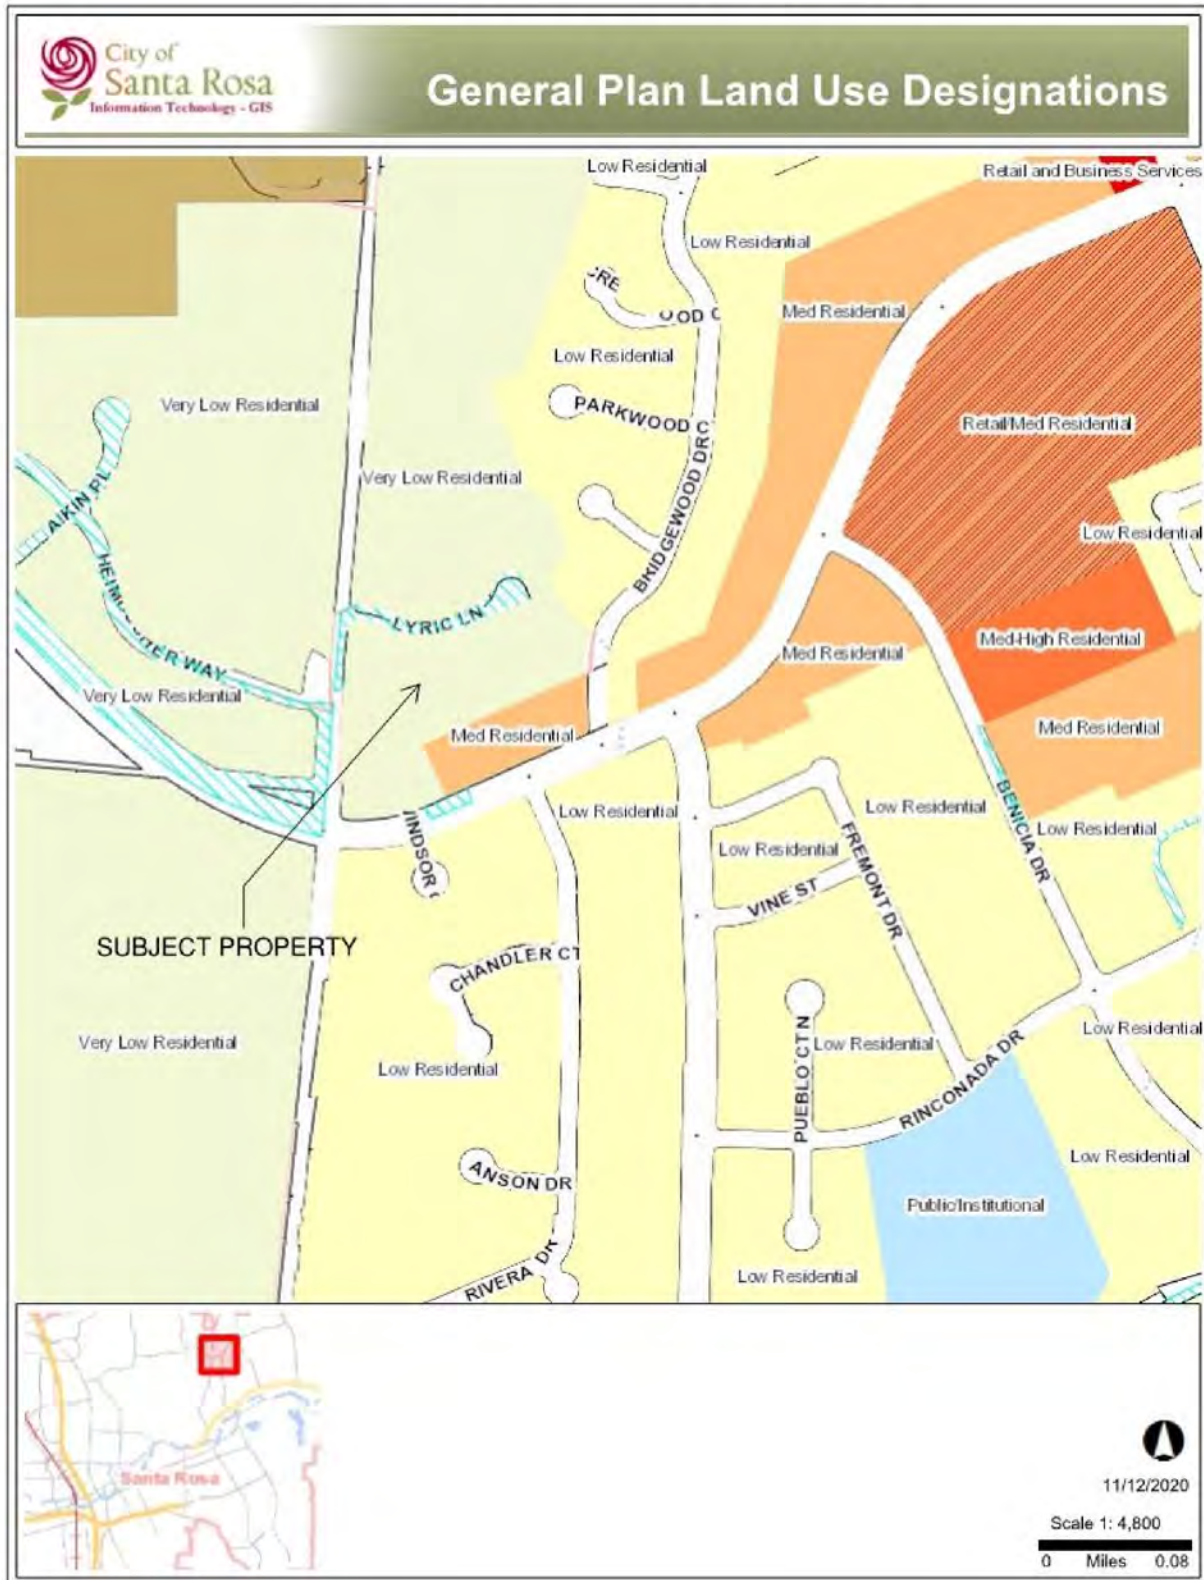 City of
Santa Rosa
Information Technology - GIS
General Plan Land Use Designations
Low Residential
Retail and Business Services
Low Residential
CRE
OOD C
Med Residential
Low Residential
Very Low Residential
PARKWOOD C
Retail/Med Residential
Very Low Residential
AIKIN PL
BRIDGEWOOD DR
Low Residential
LYRIC LN
WAY
Med-High Residential
Med Residential
Very Low Residential
Med Residential
Med Residential
BENICIA DR
Low Residential
Low Residential
INDSOR C
Low Residential
Low Residential
FREMONT DR
VINE ST
SUBJECT PROPERTY
CHANDLER CT
Low Residential
Very Low Residential
PUEBLO CT N
Low Residential
RINCONADA DR
Low Residential
Low Residential
ANSON DR
Public/Institutional
RIVERA DR
Low Residential
Santa Rosa
11/12/2020
Scale 1: 4,800
0 Miles 0.08